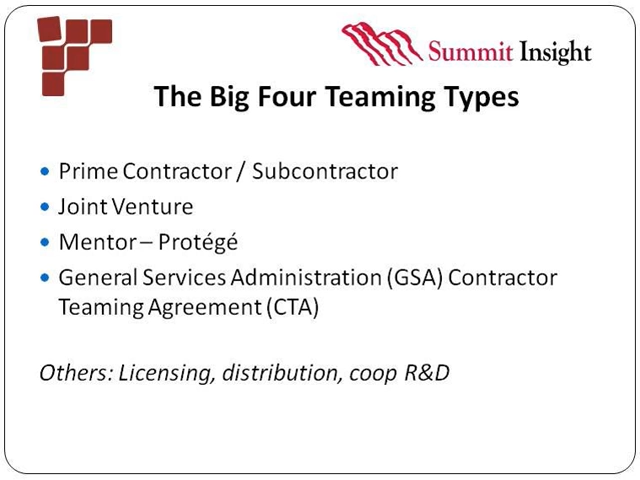 Summit Insight
The Big Four Teaming Types
• Prime Contractor / Subcontractor
• Joint Venture
• Mentor – Protégé
• General Services Administration (GSA) Contractor
Teaming Agreement (CTA)
Others: Licensing, distribution, coop R&D